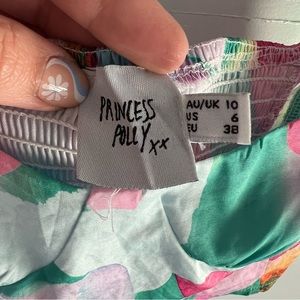 PRINCESS
POLLY xx
AU/UK 10
US 6
EU 38